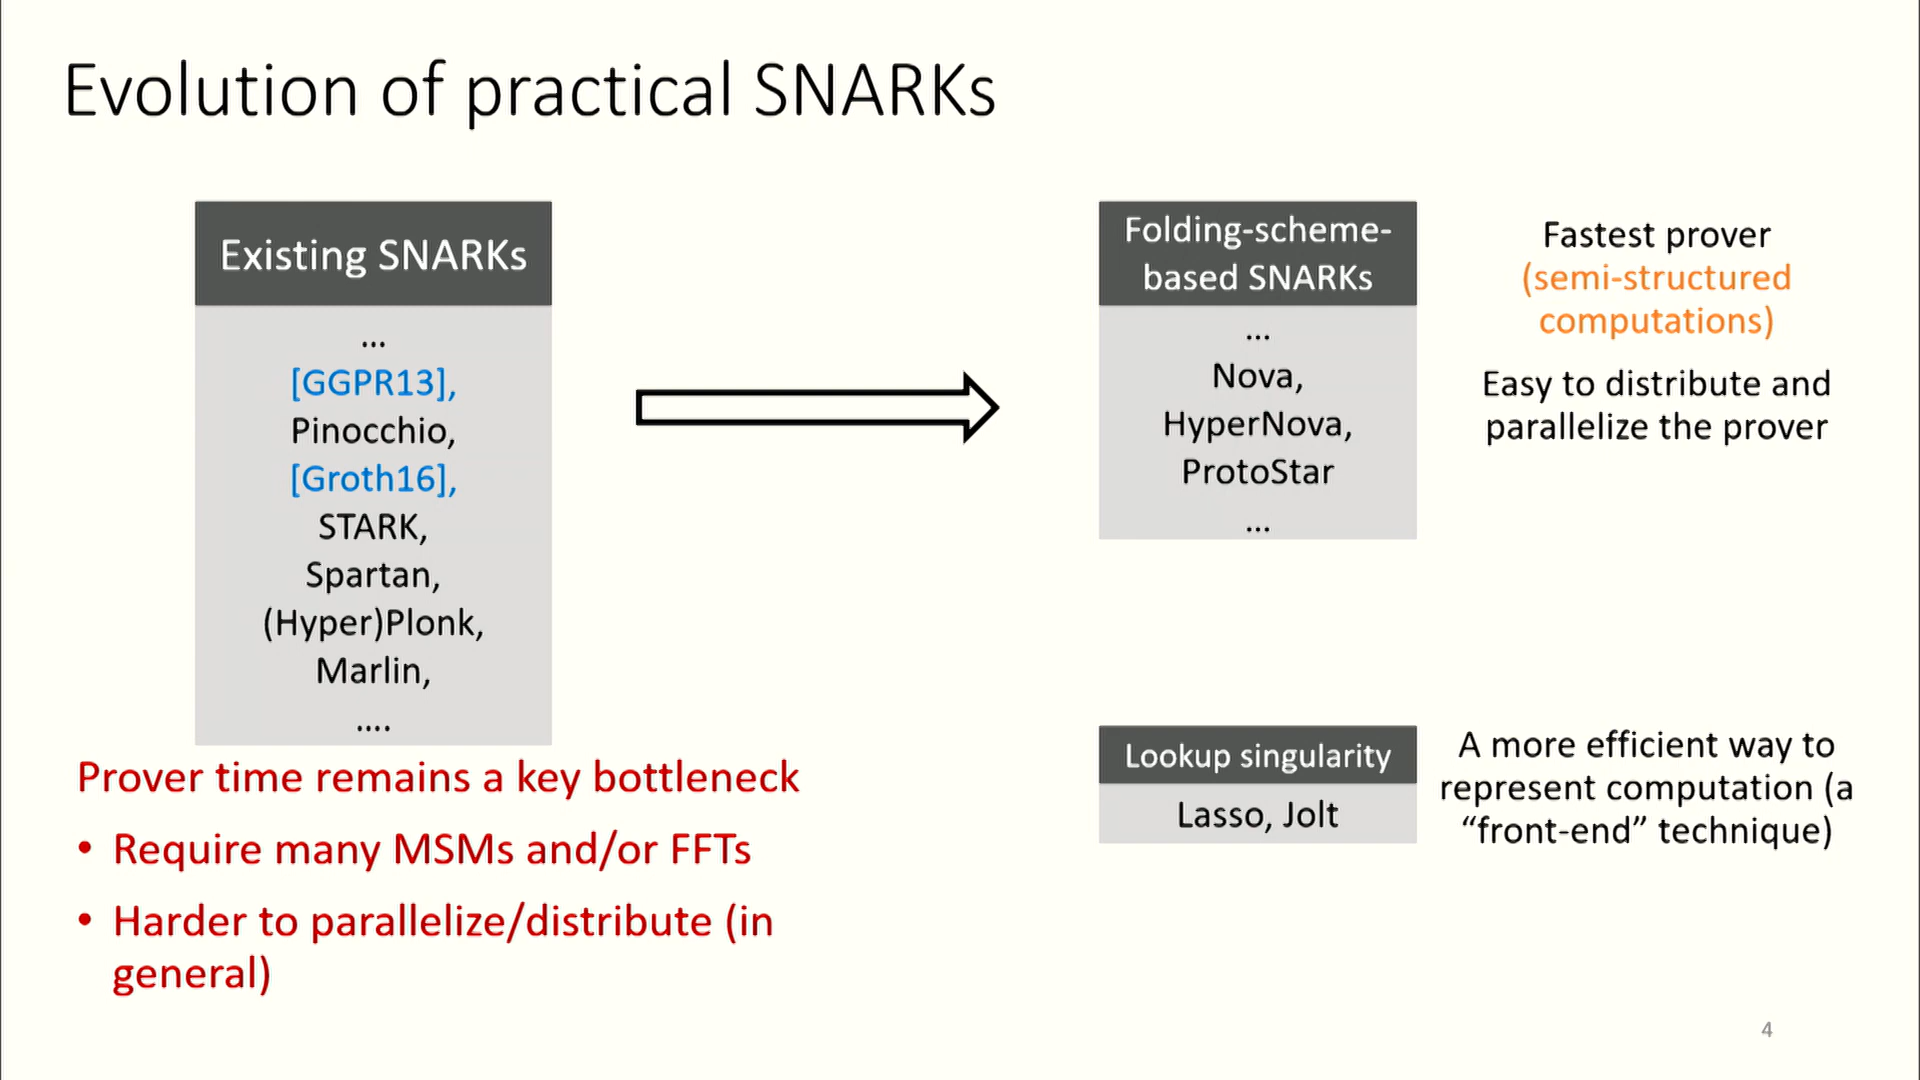 Evolution of practical SNARKs
Existing SNARKs
...
[GGPR13],
Pinocchio,
[Groth16],
STARK,
Spartan,
(Hyper)Plonk,
Marlin,
....
Prover time remains a key bottleneck
• Require many MSMs and/or FFTs
• Harder to parallelize/distribute (in
general)
Folding-scheme-
based SNARKs
...
Nova,
HyperNova,
ProtoStar
...
Fastest prover
(semi-structured
computations)
Easy to distribute and
parallelize the prover
Lookup singularity
Lasso, Jolt
A more efficient way to
represent computation (a
“front-end” technique)
4